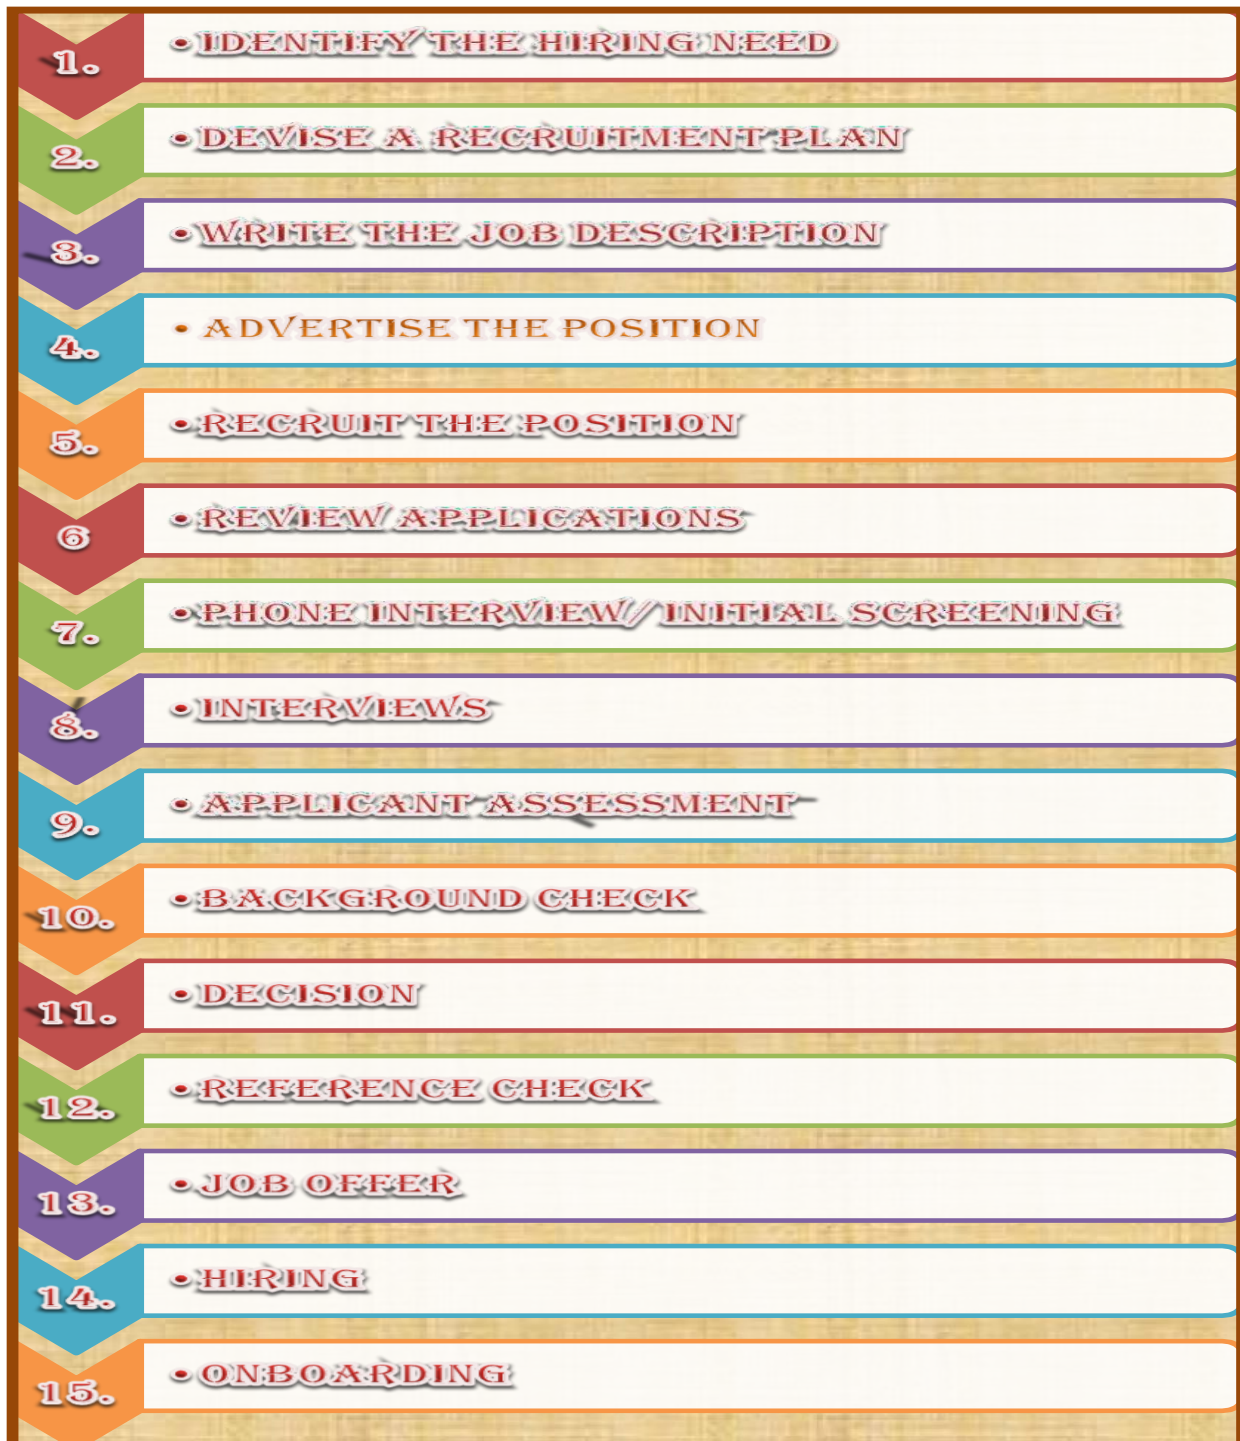 1. • IDENTIFY THE HIRING NEED
2. • DEVISE A RECRUITMENT PLAN
3. • WRITE THE JOB DESCRIPTION
4. • ADVERTISE THE POSITION
5. • RECRUIT THE POSITION
6 • REVIEW APPLICATIONS
7. • PHONE INTERVIEW/ INITIAL SCREENING
8. • INTERVIEWS
9. • APPLICANT ASSESSMENT
10. • BACKGROUND CHECK
11. • DECISION
12. • REFERENCE CHECK
13. • JOB OFFER
14. • HIRING
15. • ONBOARDING